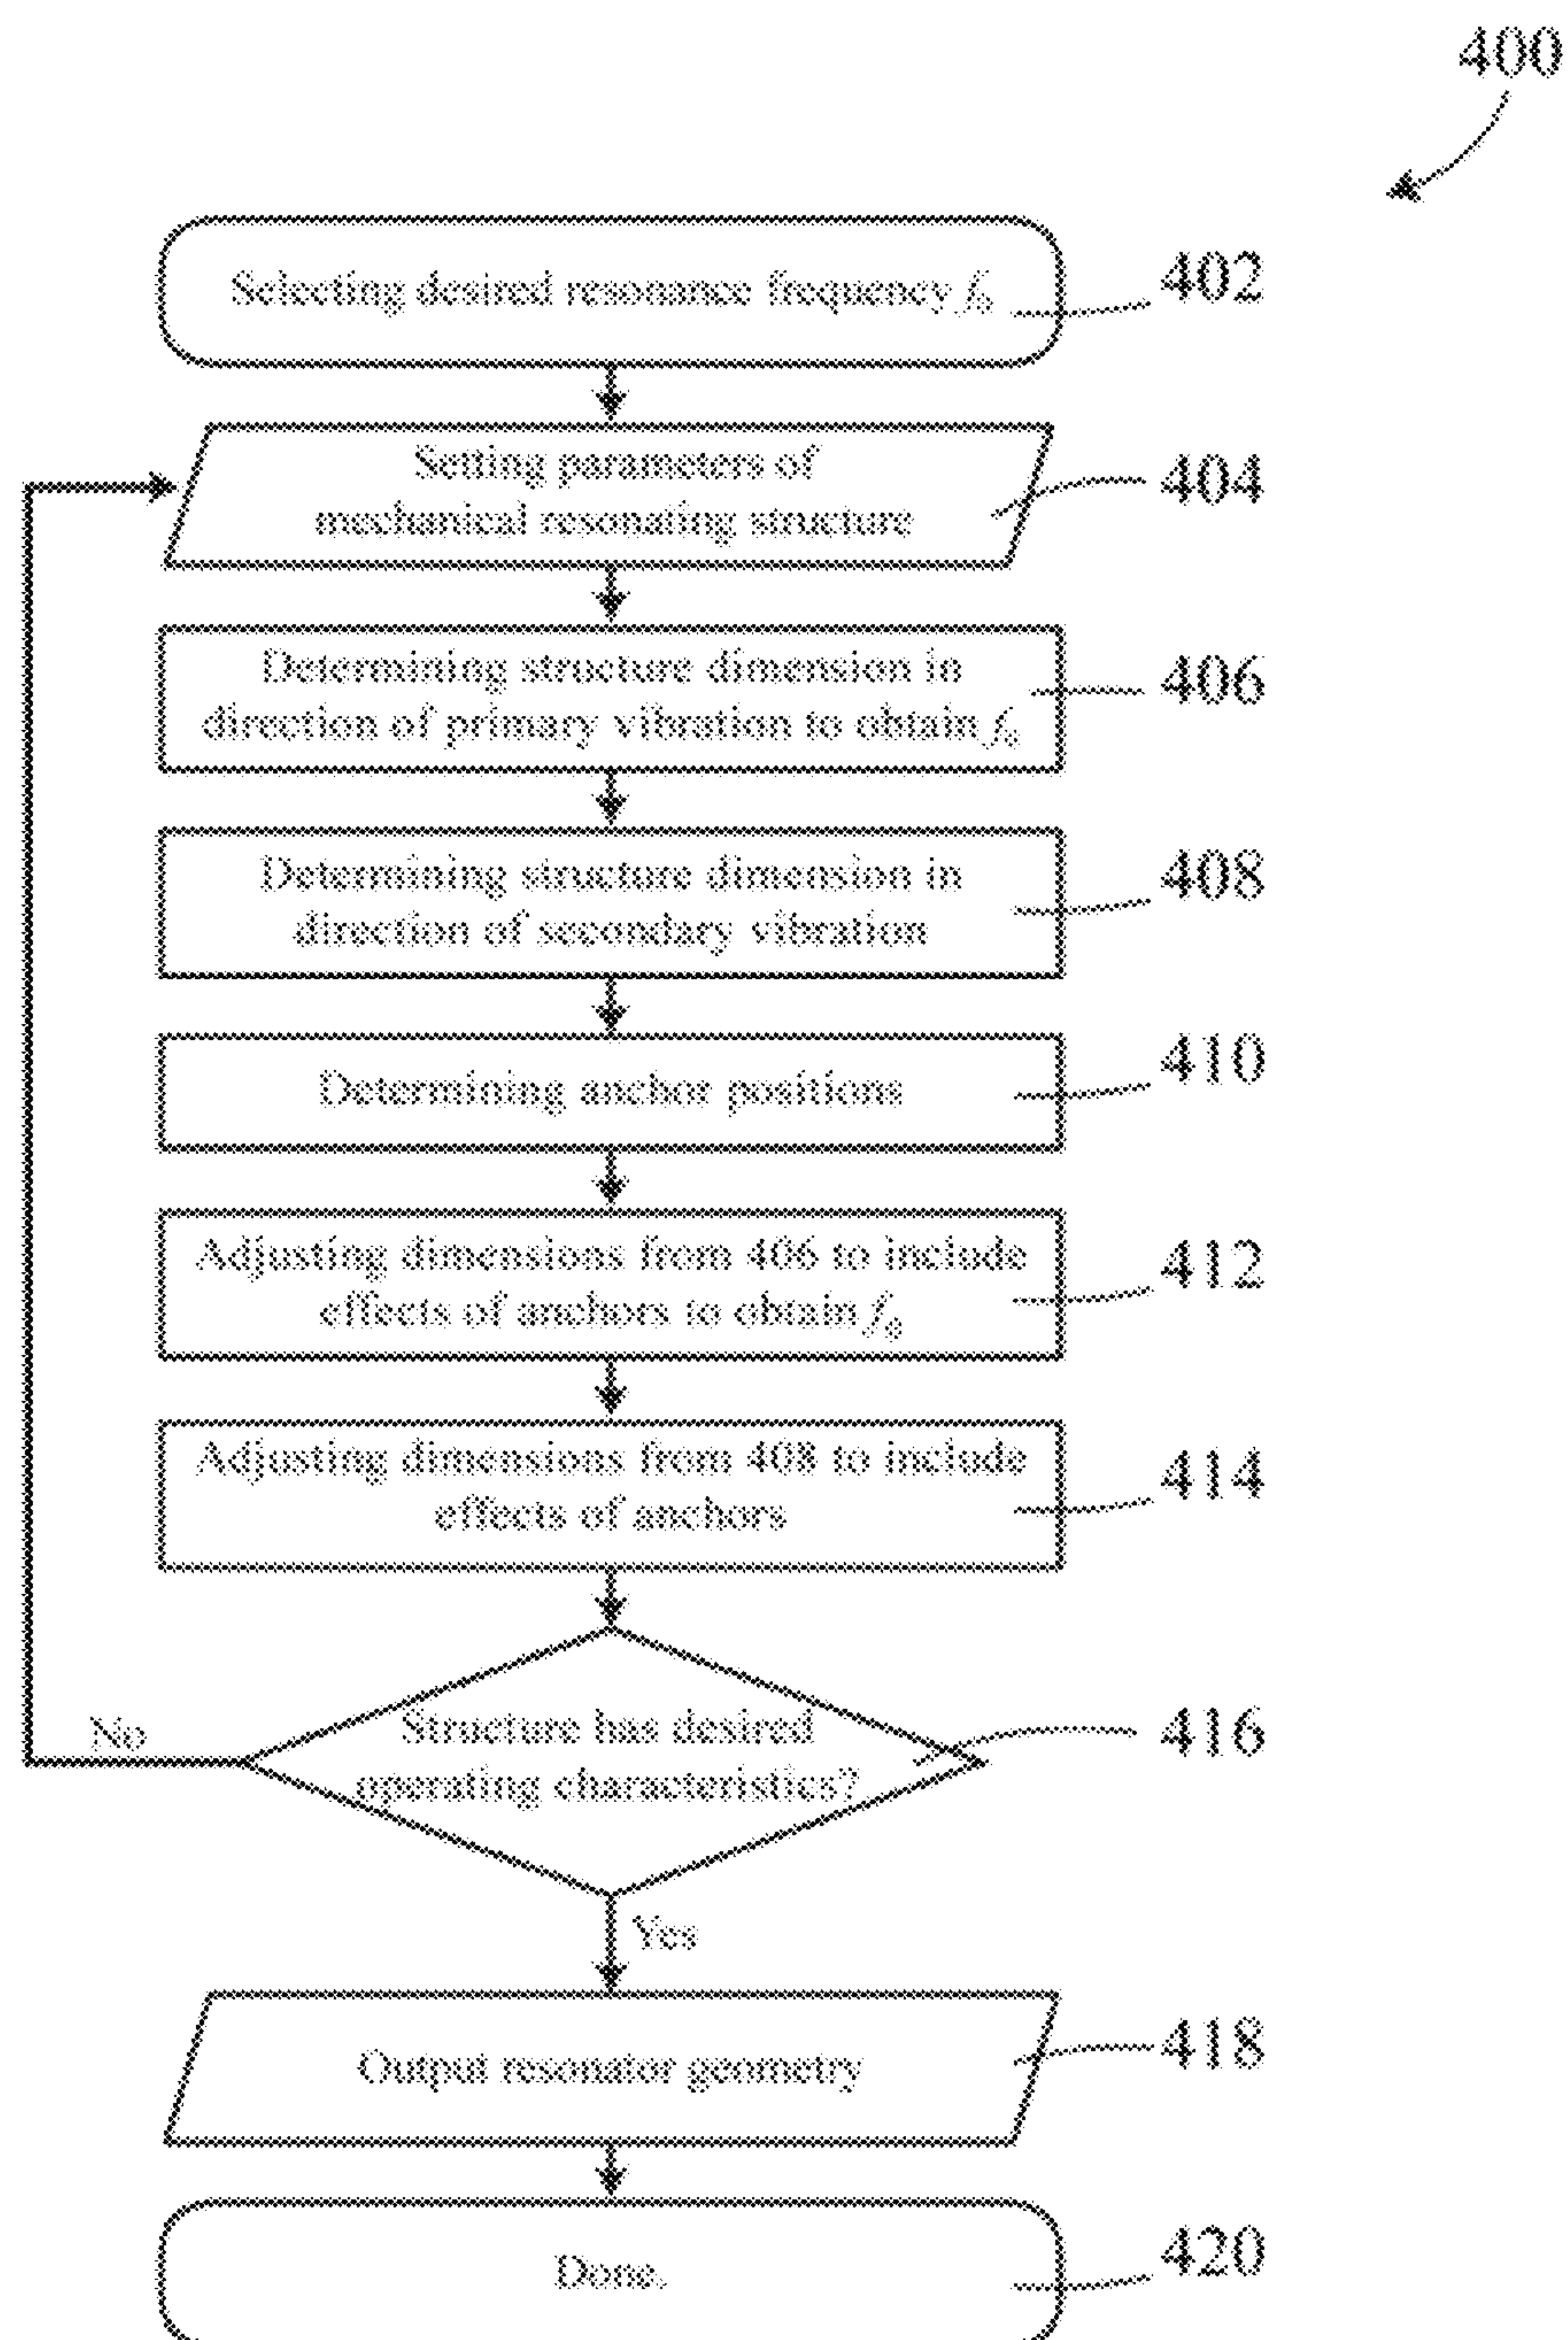 400
Selecting desired resonance frequency f0
402
Setting parameters of
mechanical resonating structure
404
Determining structure dimension in
direction of primary vibration to obtain f0
406
Determining structure dimension in
direction of secondary vibration
408
Determining anchor positions
410
Adjusting dimensions from 406 to include
effects of anchors to obtain f0
412
Adjusting dimensions from 408 to include
effects of anchors
414
Structure has desired
operating characteristics?
416
No
Yes
Output resonator geometry
418
Done.
420